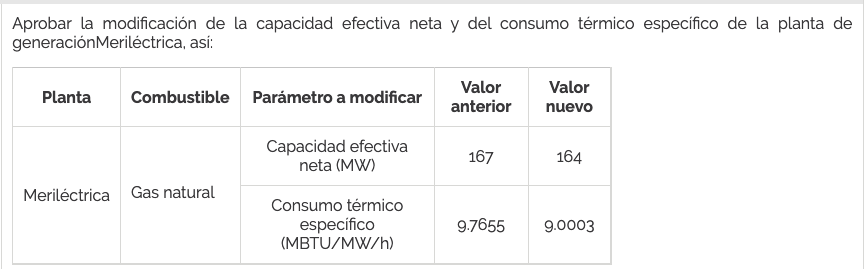 Aprobar la modificación de la capacidad efectiva neta y del consumo térmico específico de la planta de
generaciónMeriléctrica, así:
Planta
Combustible
Parámetro a modificar
Valor
anterior
Valor
nuevo
Meriléctrica
Gas natural
Capacidad efectiva
neta (MW)
167
164
Consumo térmico
específico
(MBTU/MW/h)
9.7655
9.0003